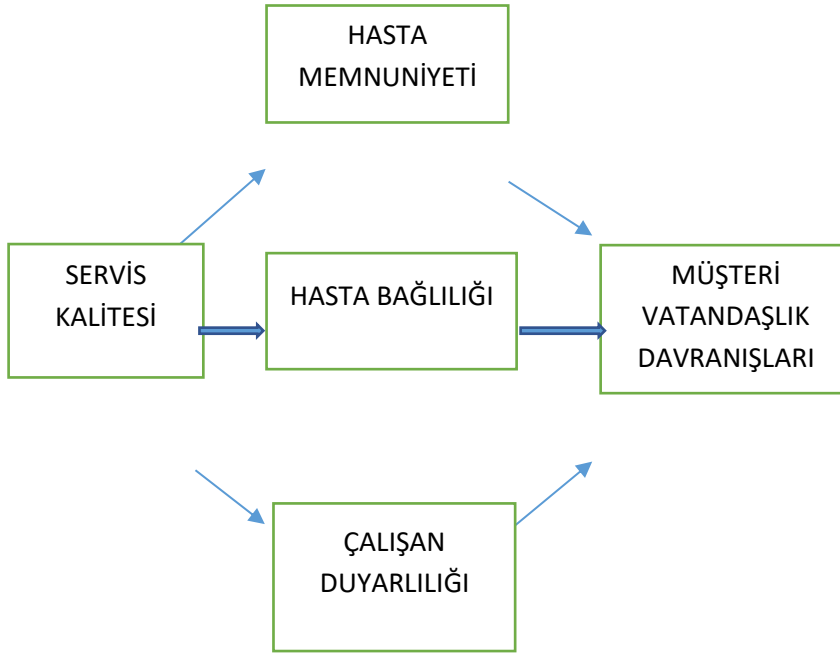 HASTA
MEMNUNİYETİ
SERVİS
KALİTESİ
HASTA BAĞLILIĞI
MÜŞTERİ
VATANDAŞLIK
DAVRANIŞLARI
ÇALIŞAN
DUYARLILIĞI